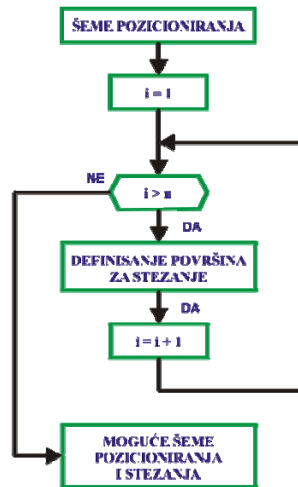 ŠEME POZICIONIRANJA
i = 1
NE
i > n
DA
DEFINISANJE POVRŠINA
ZA STEZANJE
DA
i = i + 1
MOGUĆE ŠEME
POZICIONIRANJA
I STEZANJA